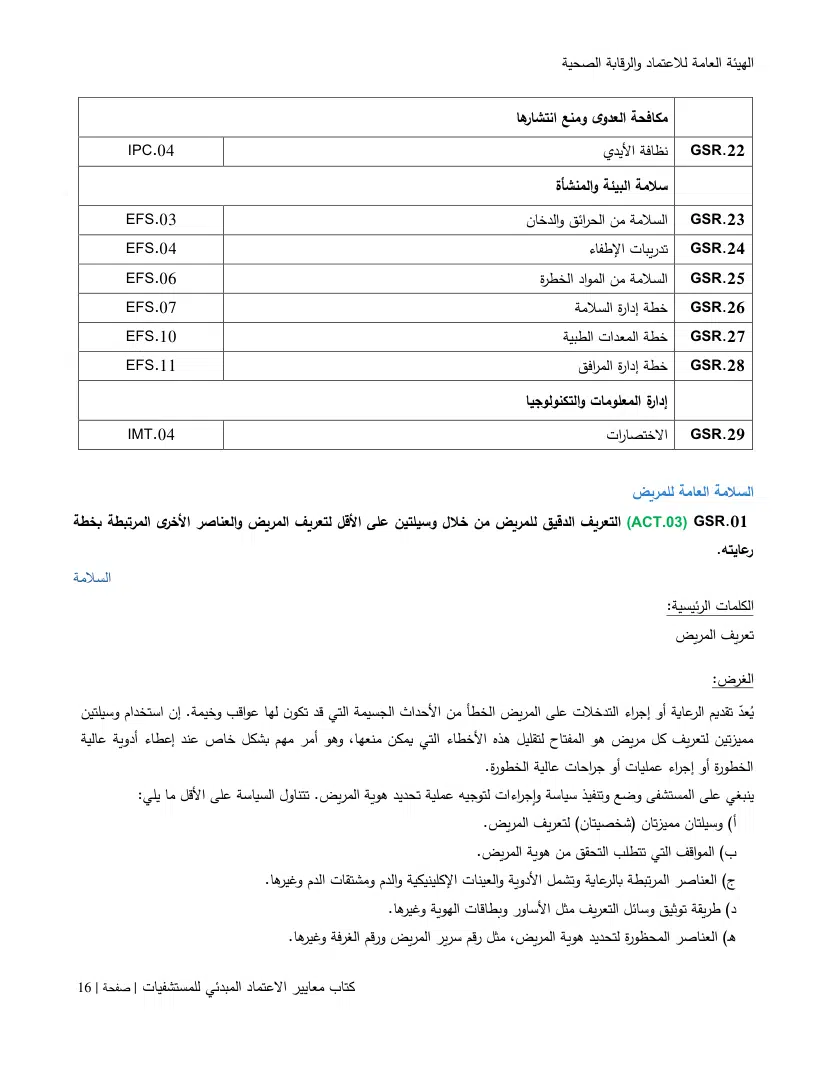 الهيئة العامة للاعتماد والرقابة الصحية
مكافحة العدوى ومنع انتشارها
GSR.22 نظافة الأيدي IPC.04
سلامة البيئة والمنشأة
GSR.23 السلامة من الحرائق والدخان EFS.03
GSR.24 تدريبات الإطفاء EFS.04
GSR.25 السلامة من المواد الخطرة EFS.06
GSR.26 خطة إدارة السلامة EFS.07
GSR.27 خطة المعدات الطبية EFS.10
GSR.28 خطة إدارة المرافق EFS.11
إدارة المعلومات والتكنولوجيا
GSR.29 الاختصارات IMT.04
السلامة العامة للمريض
GSR.01 (ACT.03) التعريف الدقيق للمريض من خلال وسيلتين على الأقل لتعريف المريض والعناصر الأخرى المرتبطة بخطة
رعايته.
السلامة
الكلمات الرئيسية:
تعريف المريض
الغرض:
يُعدّ تقديم الرعاية أو إجراء التدخلات على المريض الخطأ من الأحداث الجسيمة التي قد تكون لها عواقب وخيمة. إن استخدام وسيلتين
مميزتين لتعريف كل مريض هو المفتاح لتقليل هذه الأخطاء التي يمكن منعها، وهو أمر مهم بشكل خاص عند إعطاء أدوية عالية
الخطورة أو إجراء عمليات أو جراحات عالية الخطورة.
ينبغي على المستشفى وضع وتنفيذ سياسة وإجراءات لتوجيه عملية تحديد هوية المريض. تتناول السياسة على الأقل ما يلي:
أ) وسيلتان مميزتان (شخصيتان) لتعريف المريض.
ب) المواقف التي تتطلب التحقق من هوية المريض.
ج) العناصر المرتبطة بالرعاية وتشمل الأدوية والعينات الإكلينيكية والدم ومشتقات الدم وغيرها.
د) طريقة توثيق وسائل التعريف مثل الأساور وبطاقات الهوية وغيرها.
ه) العناصر المحظورة لتحديد هوية المريض، مثل رقم سرير المريض ورقم الغرفة وغيرها.
كتاب معايير الاعتماد المبدئي للمستشفيات | صفحة | 16